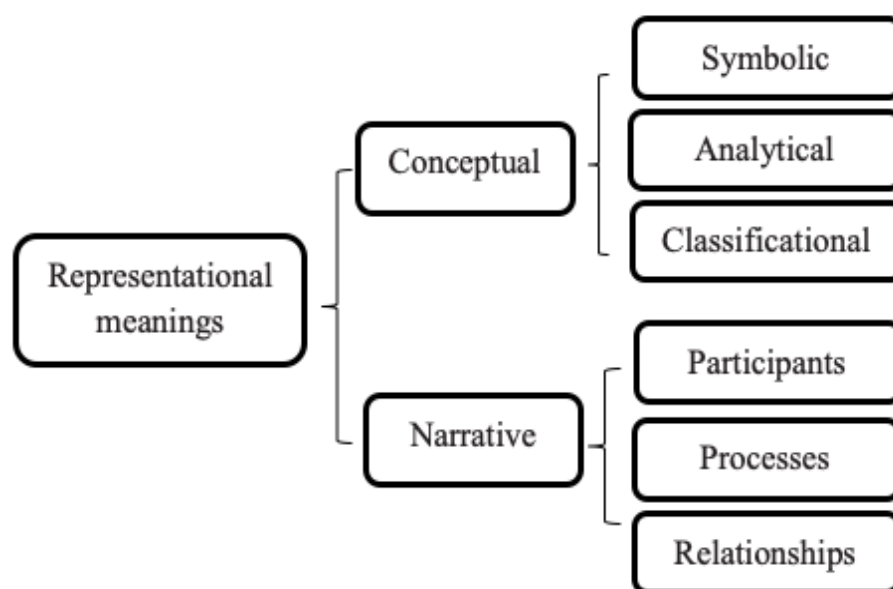 Representational
meanings
Conceptual
Symbolic
Analytical
Classificational
Narrative
Participants
Processes
Relationships